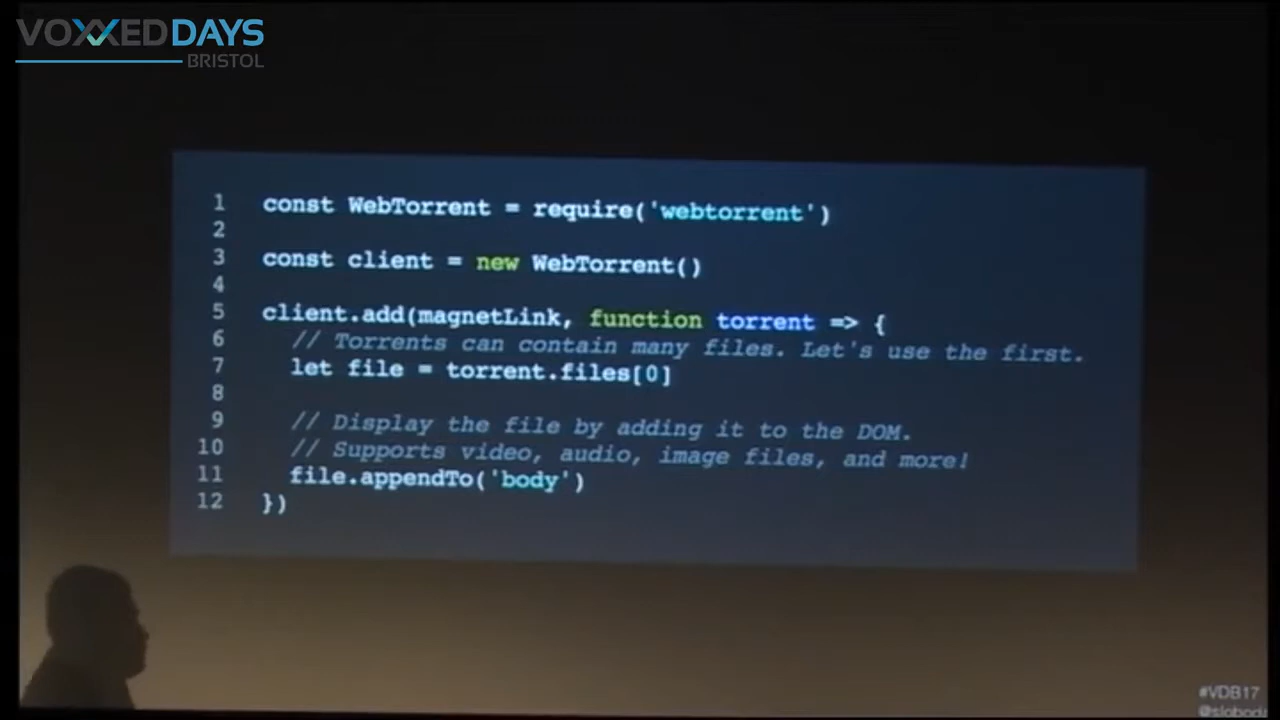 VOXXEDDAYS
BRISTOL
1 const WebTorrent = require('webtorrent')
2
3 const client = new WebTorrent()
4
5 client.add(magnetLink, function torrent => {
6 // Torrents can contain many files. Let's use the first.
7 let file = torrent.files[0]
8
9 // Display the file by adding it to the DOM.
10 // Supports video, audio, image files, and more!
11 file.appendTo('body')
12 })
#VDB17